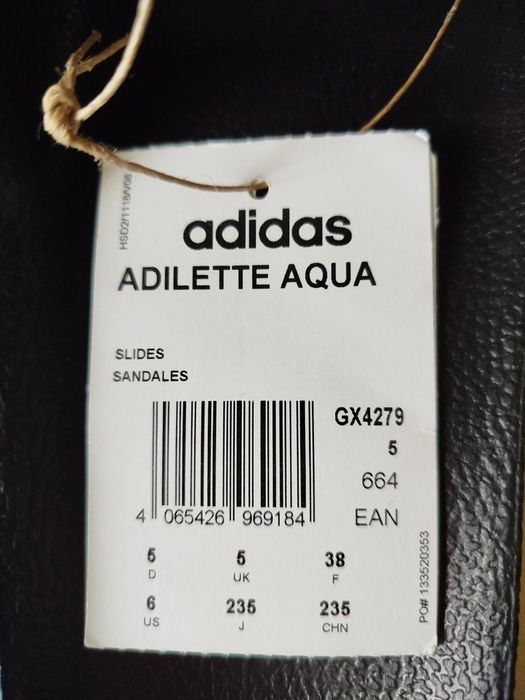 HSD2/1118/V08
adidas
ADILETTE AQUA
SLIDES
SANDALES
GX4279
5
664
EAN
4 065426 969184
5 5 38
D UK F
6 235 235
US J CHN
PO# 133520353